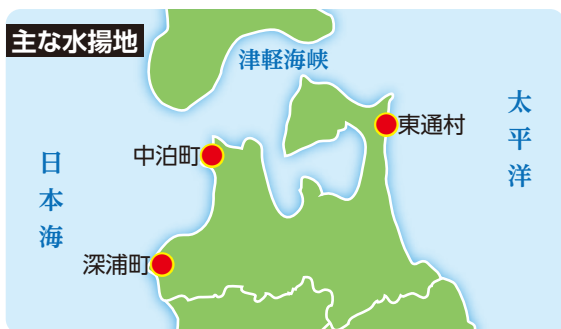 主な水揚地
津軽海峡
太平洋
東通村
中泊町
日本海
深浦町